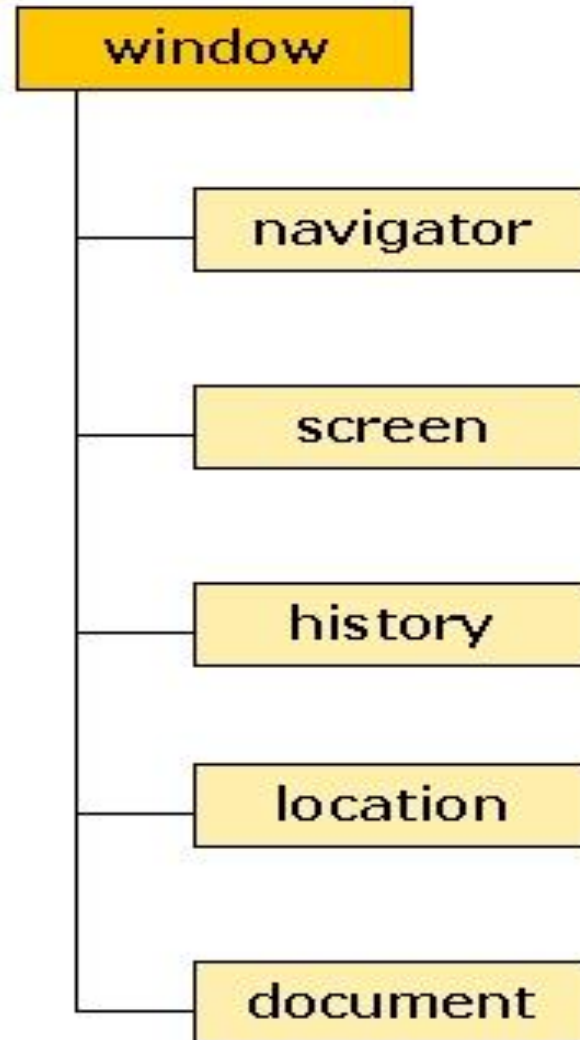 window
navigator
screen
history
location
document